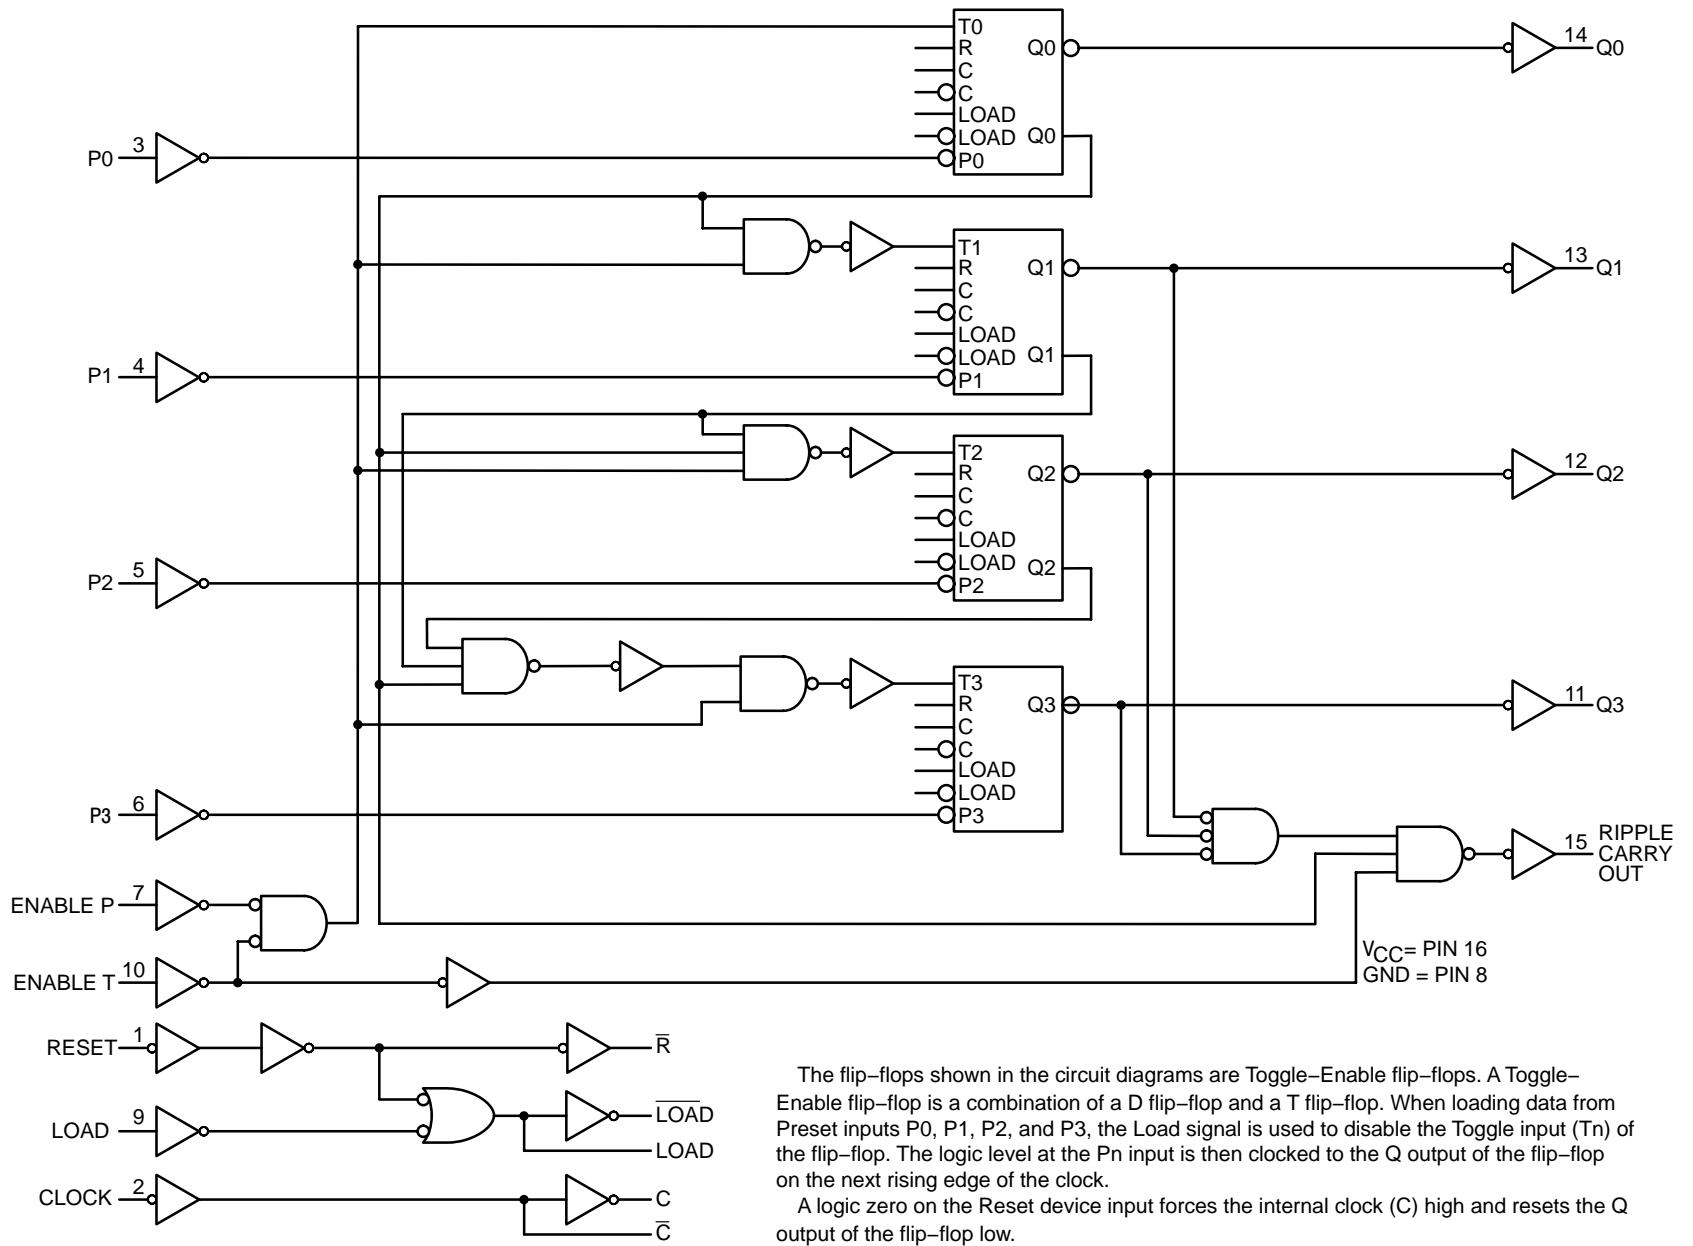 T0
R
C
C
LOAD
LOAD
P0
Q0
Q0
14
Q0
P0
3
T1
R
C
C
LOAD
LOAD
P1
Q1
Q1
13
Q1
P1
4
T2
R
C
C
LOAD
LOAD
P2
Q2
Q2
12
Q2
P2
5
T3
R
C
C
LOAD
LOAD
P3
Q3
11
Q3
P3
6
15
RIPPLE
CARRY
OUT
ENABLE P
7
ENABLE T
10
VCC= PIN 16
GND = PIN 8
RESET
1
R̅
LOAD
9
L̅O̅A̅D̅
LOAD
CLOCK
2
C
C̅
The flip–flops shown in the circuit diagrams are Toggle–Enable flip–flops. A Toggle–
Enable flip–flop is a combination of a D flip–flop and a T flip–flop. When loading data from
Preset inputs P0, P1, P2, and P3, the Load signal is used to disable the Toggle input (Tn) of
the flip–flop. The logic level at the Pn input is then clocked to the Q output of the flip–flop
on the next rising edge of the clock.
A logic zero on the Reset device input forces the internal clock (C) high and resets the Q
output of the flip–flop low.